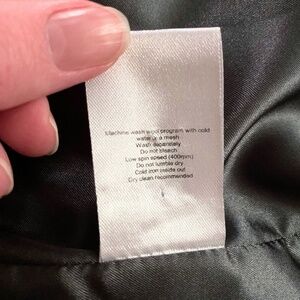 Machine wash wool program with cold
water in a mesh
Wash separately
Do not bleach
Low spin speed (400rpm)
Do not tumble dry
Cold iron inside out
Dry clean recommended